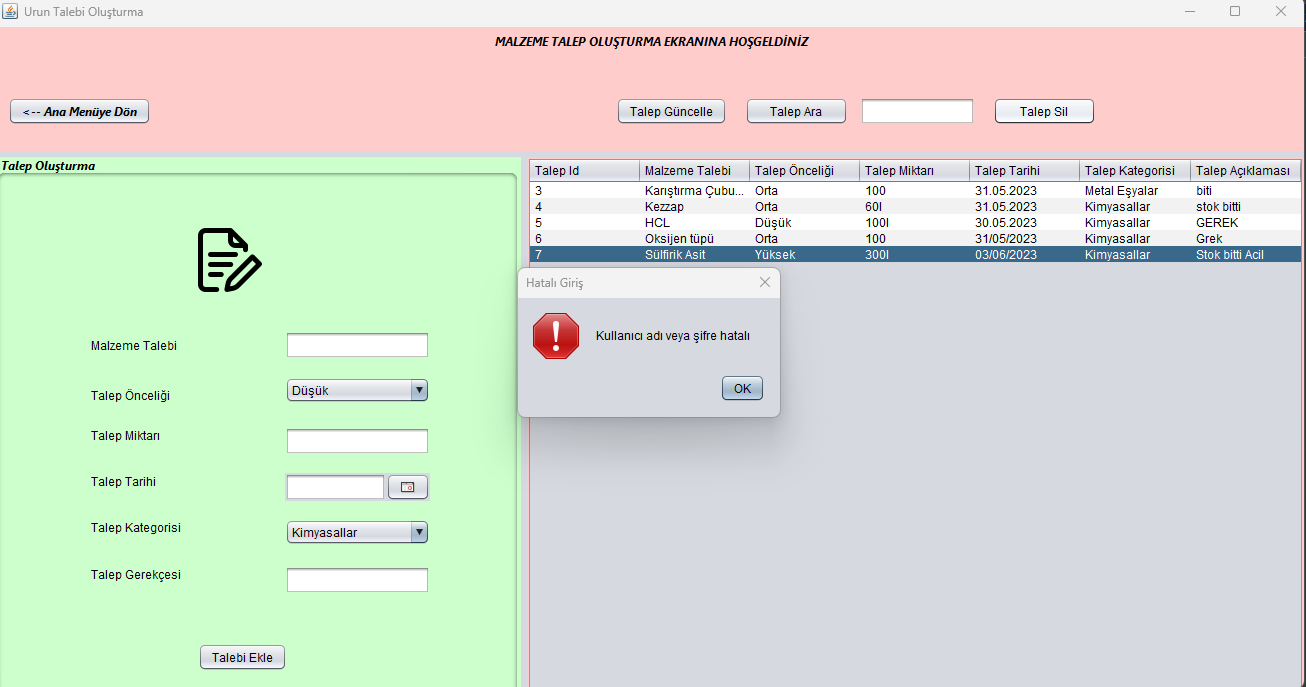 Urun Talebi Oluşturma
MALZEME TALEP OLUŞTURMA EKRANINA HOŞGELDİNİZ
<-- Ana Menüye Dön
Talep Güncelle
Talep Ara
Talep Sil
Talep Oluşturma
Malzeme Talebi
Talep Önceliği
Düşük
Talep Miktarı
Talep Tarihi
Talep Kategorisi
Kimyasallar
Talep Gerekçesi
Talebi Ekle
Talep Id Malzeme Talebi Talep Önceliği Talep Miktarı Talep Tarihi Talep Kategorisi Talep Açıklaması
3 Karıştırma Çubu... Orta 100 31.05.2023 Metal Eşyalar biti
4 Kezzap Orta 60l 31.05.2023 Kimyasallar stok bitti
5 HCL Düşük 100l 30.05.2023 Kimyasallar GEREK
6 Oksijen tüpü Orta 100 31/05/2023 Kimyasallar Grek
7 Sülfirik Asit Yüksek 300l 03/06/2023 Kimyasallar Stok bitti Acil
Hatalı Giriş
Kullanıcı adı veya şifre hatalı
OK